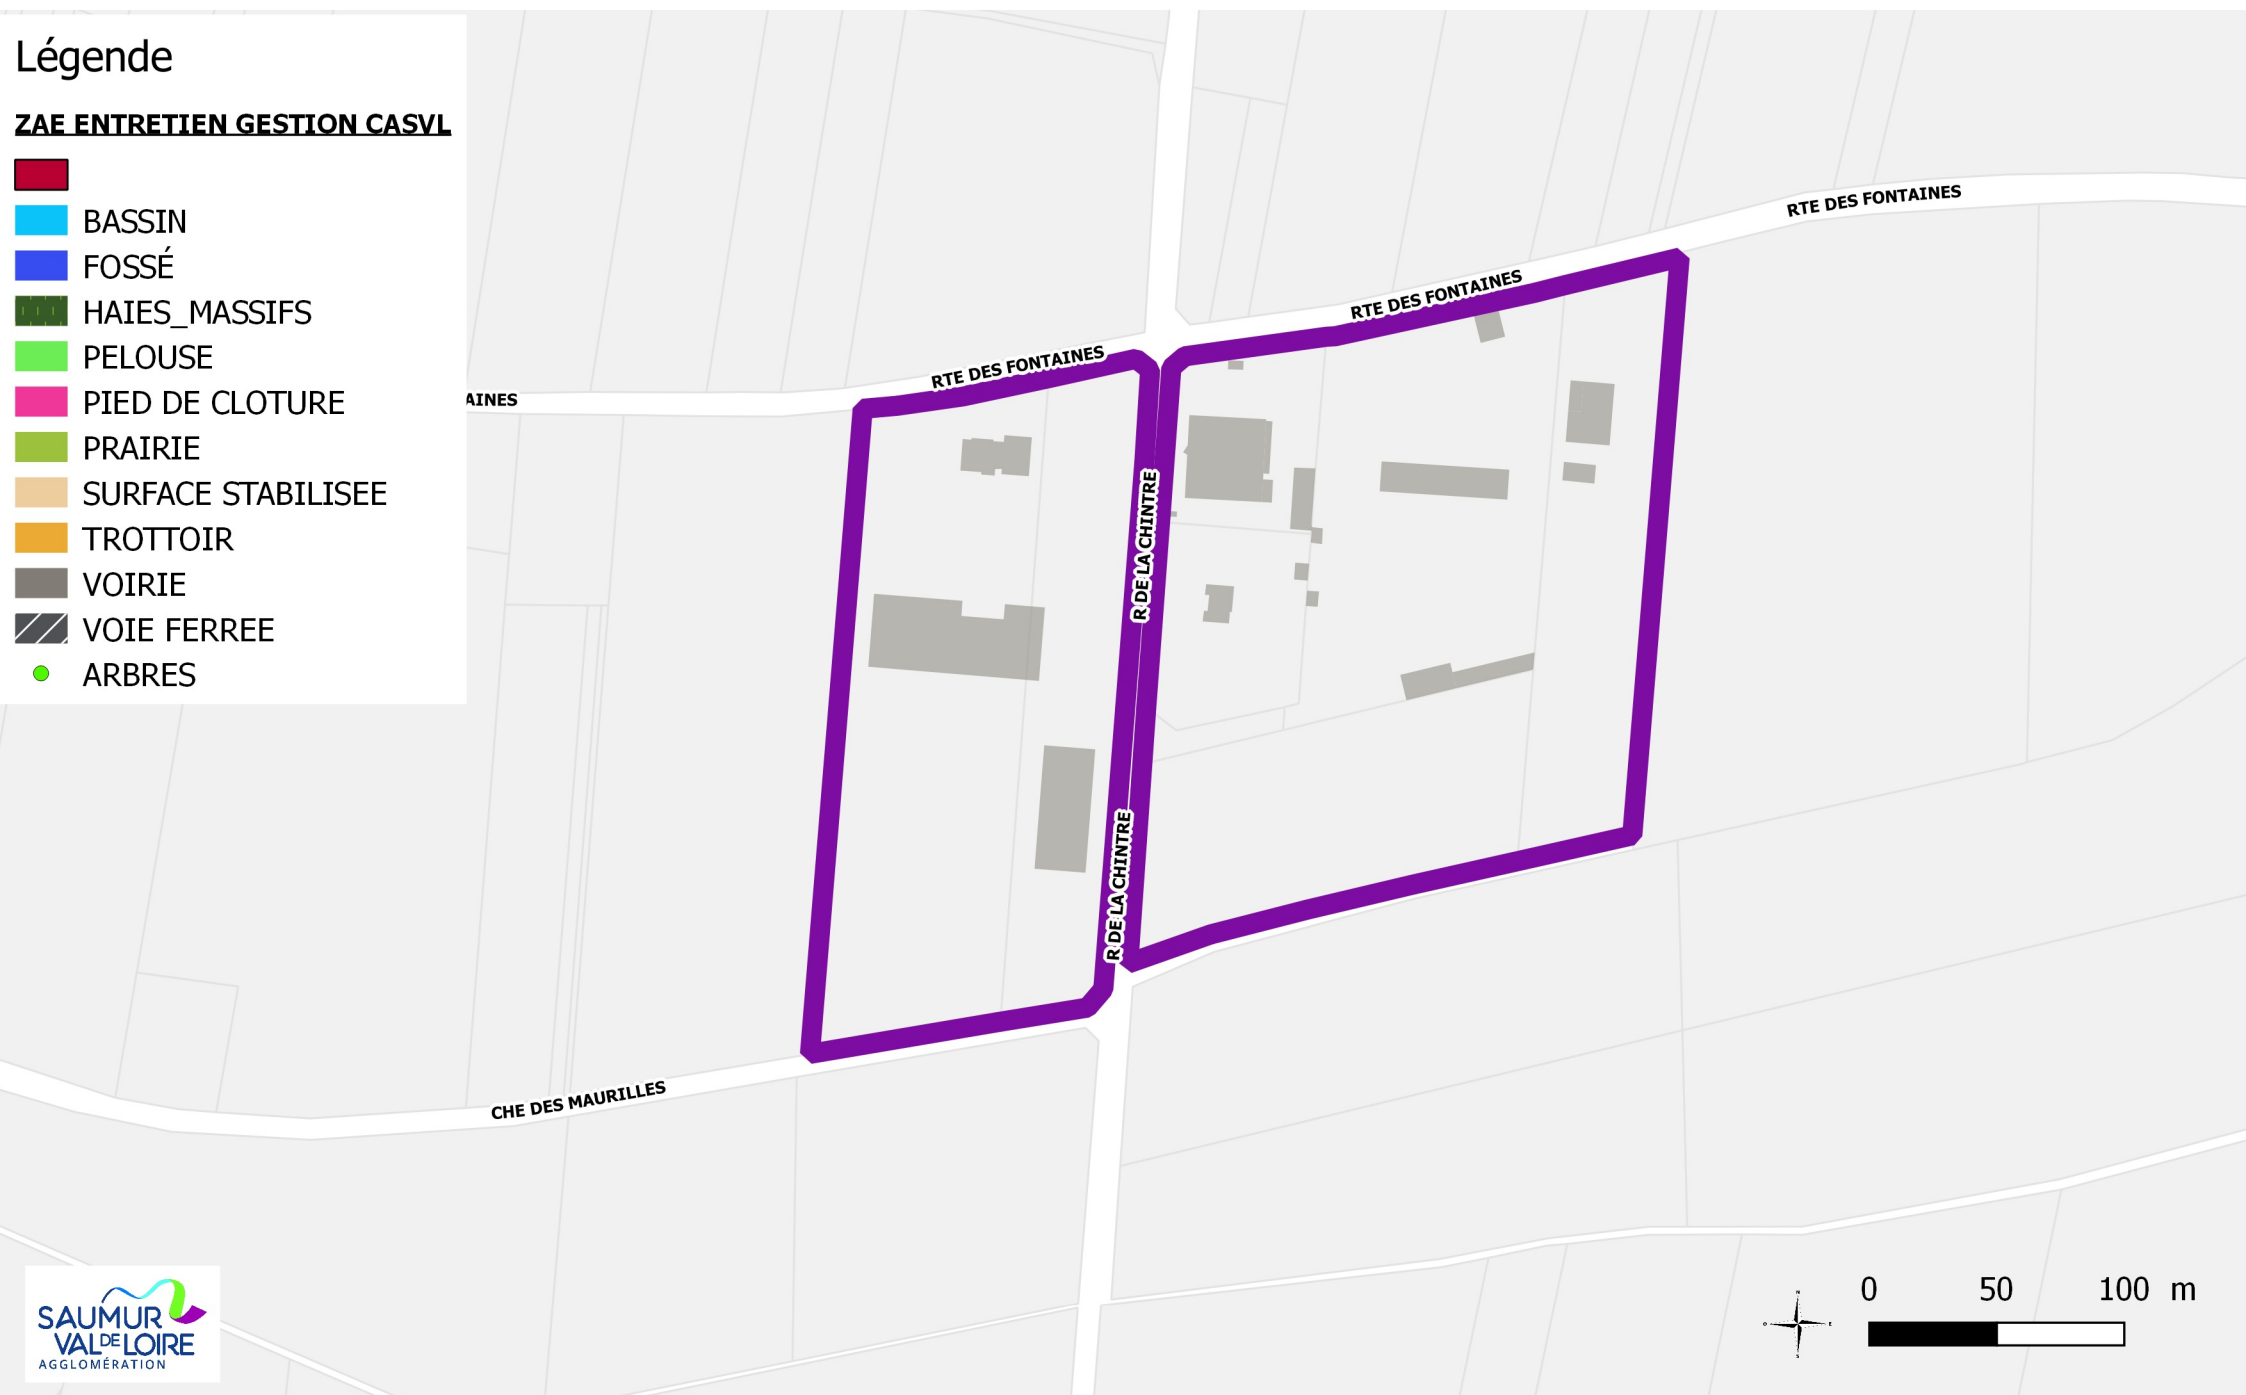 Légende
ZAE ENTRETIEN GESTION CASVL
BASSIN
FOSSÉ
HAIES_MASSIFS
PELOUSE
PIED DE CLOTURE
PRAIRIE
SURFACE STABILISEE
TROTTOIR
VOIRIE
VOIE FERREE
ARBRES
RTE DES FONTAINES
RTE DES FONTAINES
RTE DES FONTAINES
AINES
R DE LA CHINTRE
R DE LA CHINTRE
CHE DES MAURILLES
SAUMUR
VAL DE LOIRE
AGGLOMÉRATION
N
O E
S
0 50 100 m